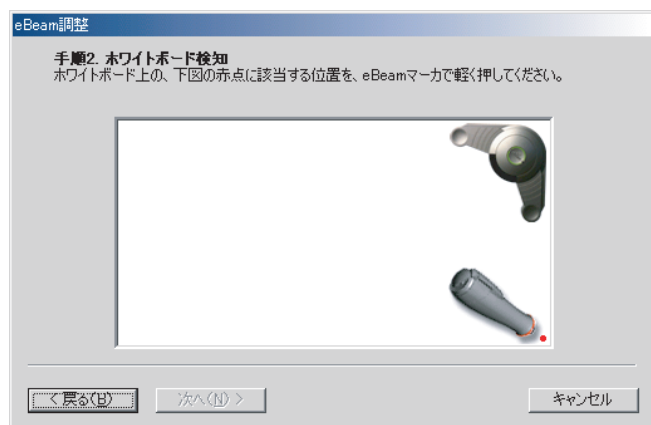 eBeam調整
手順2. ホワイトボード検知
ホワイトボード上の、下図の赤点に該当する位置を、eBeamマーカで軽く押してください。
< 戻る(B)
次へ(N) >
キャンセル